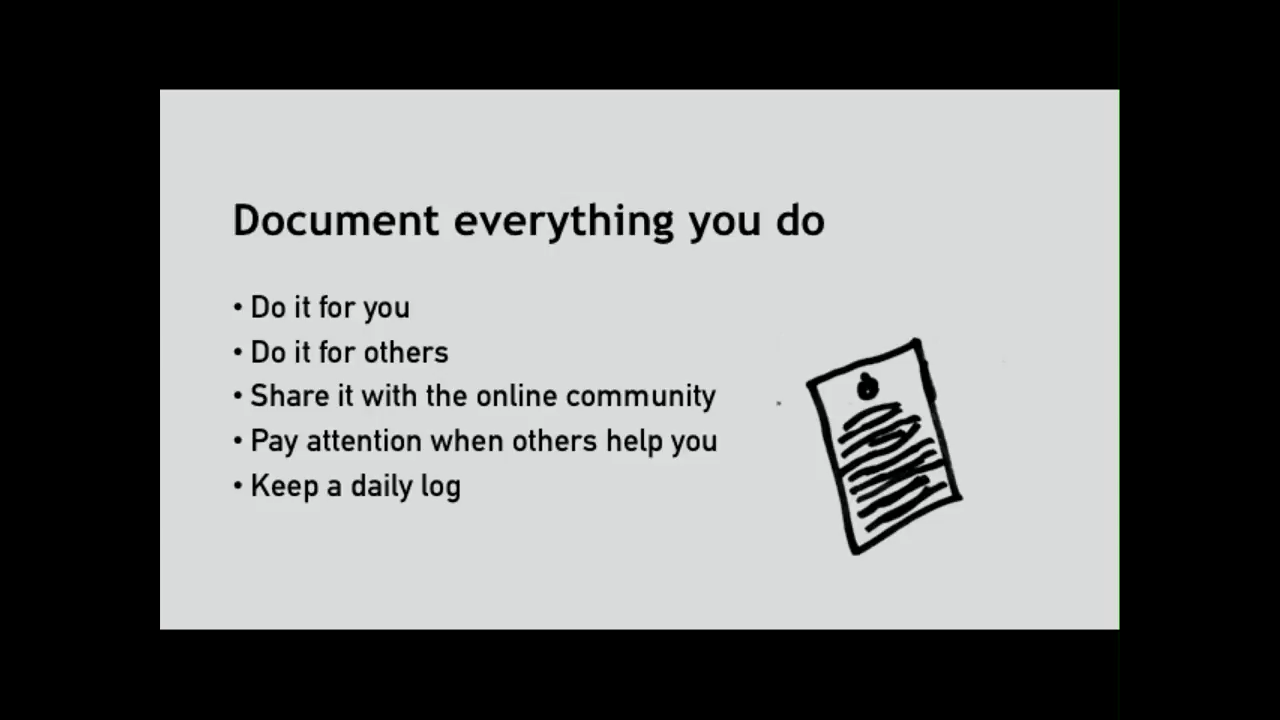 Document everything you do
• Do it for you
• Do it for others
• Share it with the online community
• Pay attention when others help you
• Keep a daily log